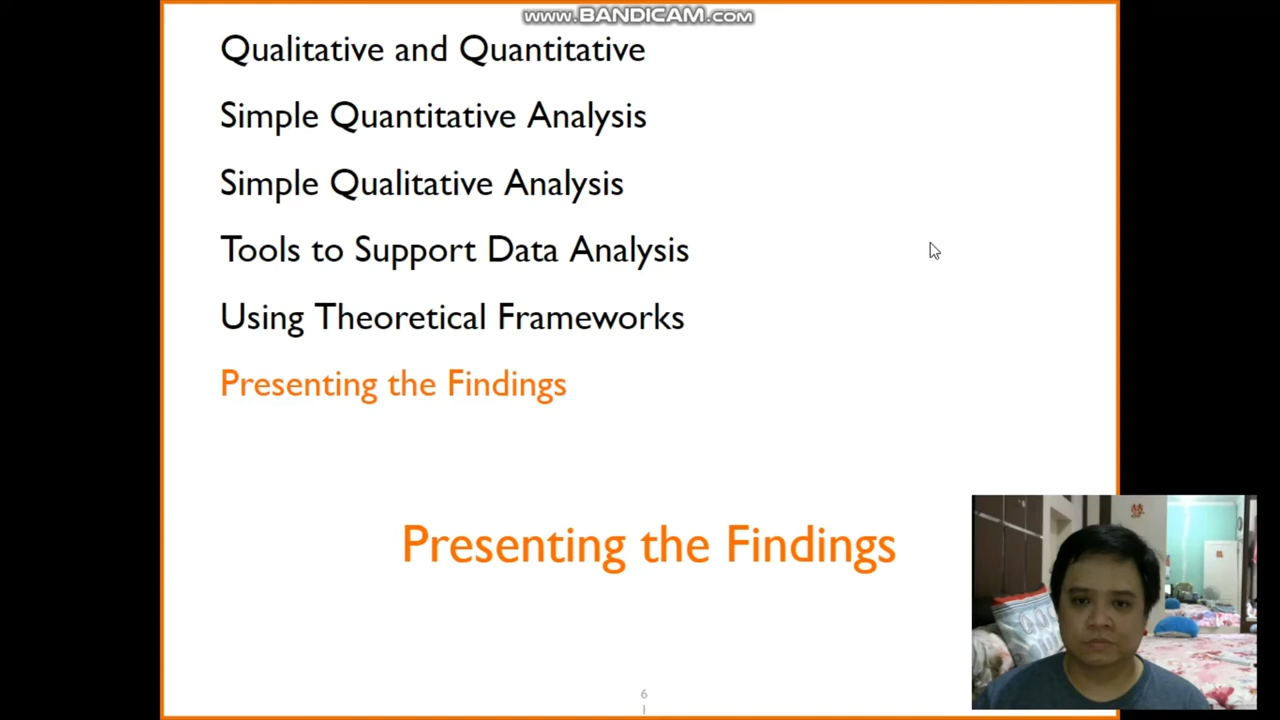 www.BANDICAM.com
Qualitative and Quantitative
Simple Quantitative Analysis
Simple Qualitative Analysis
Tools to Support Data Analysis
Using Theoretical Frameworks
Presenting the Findings
Presenting the Findings
6
1